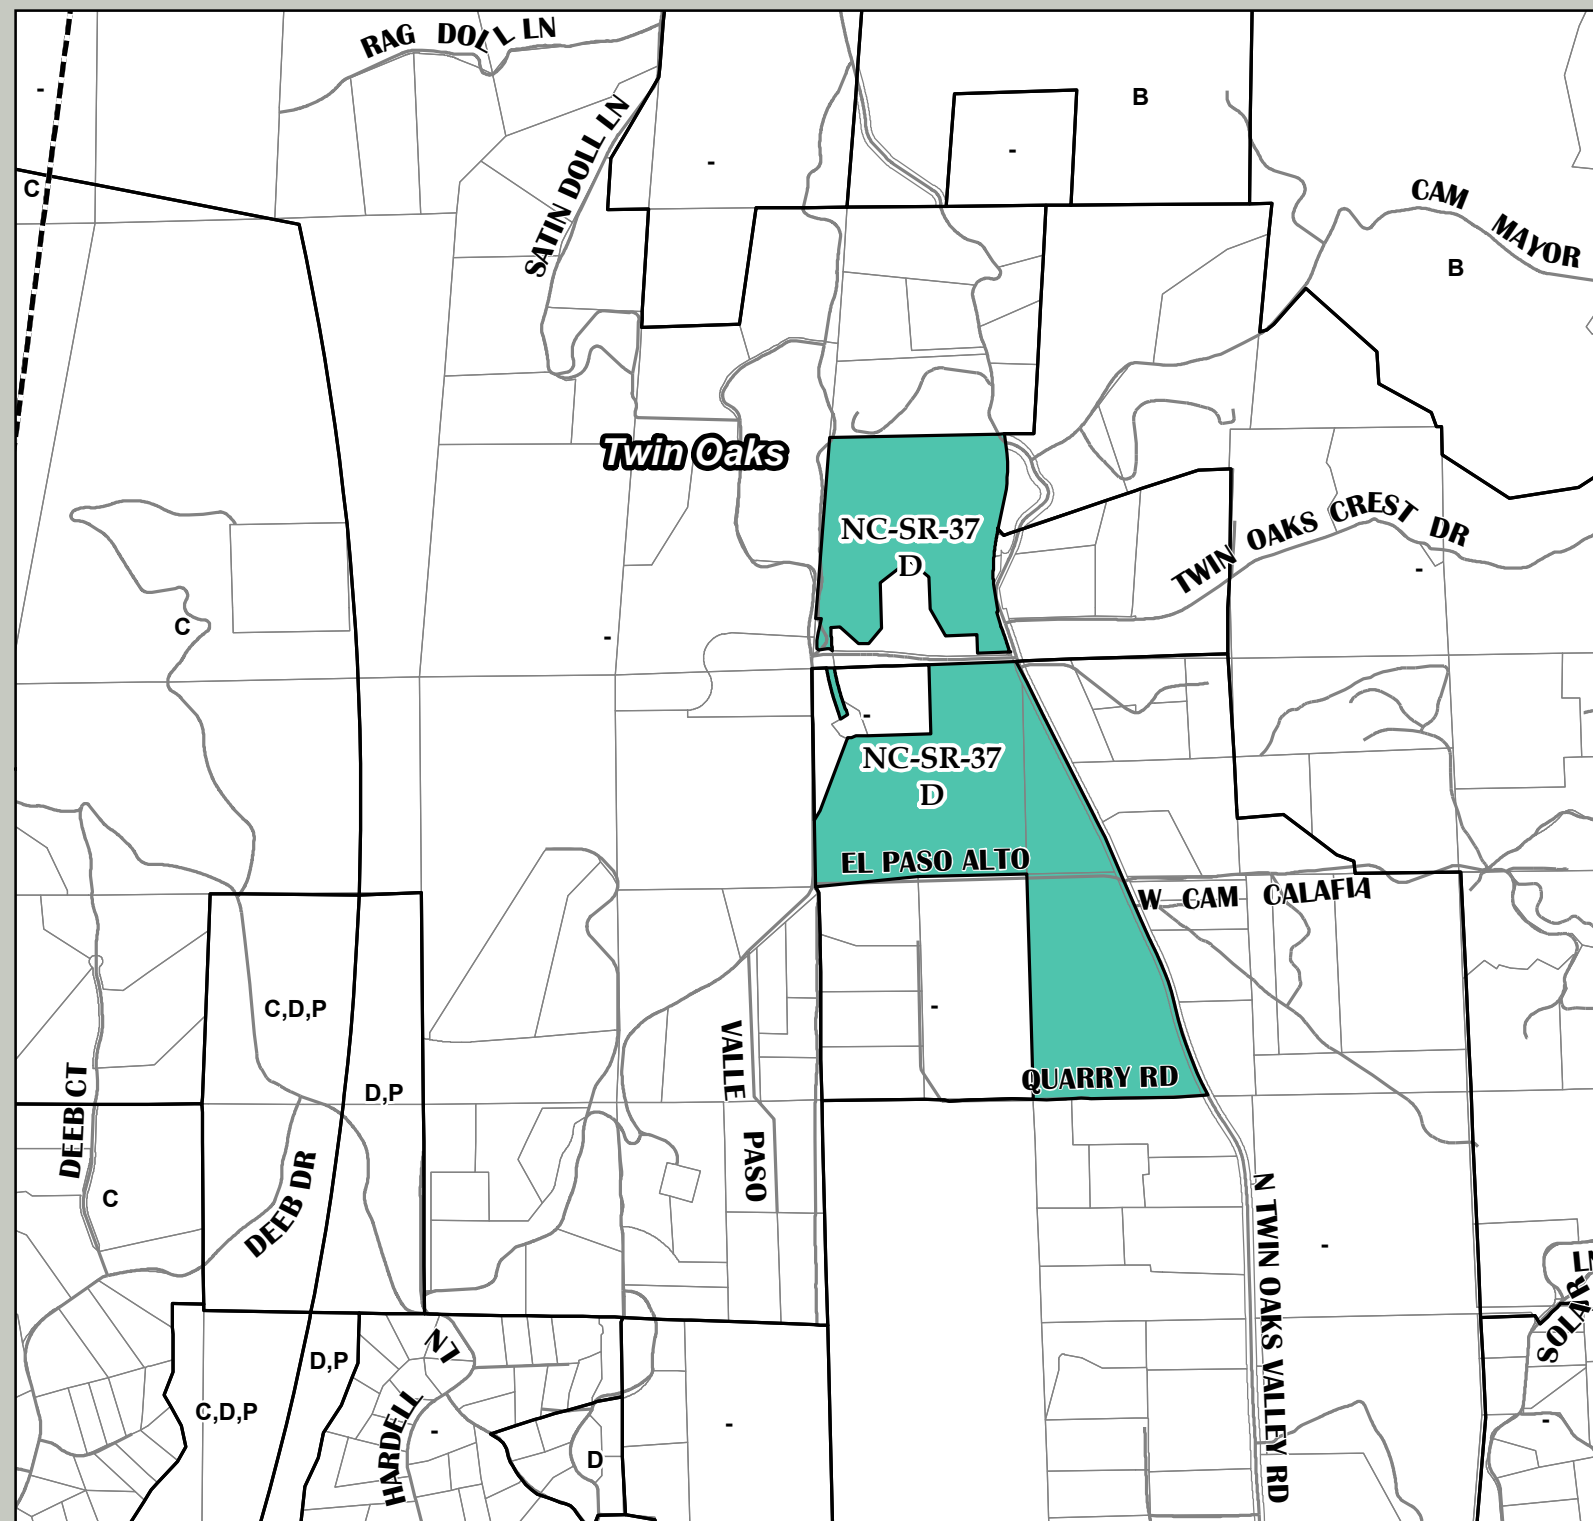 RAG DOLL LN
-
B
-
-
C
SATIN DOLL LN
CAM MAYOR
B
Twin Oaks
NC-SR-37
D
TWIN OAKS CREST DR
-
C
-
-
NC-SR-37
D
EL PASO ALTO
W CAM CALAFIA
C,D,P
-
VALLE PASO
D,P
QUARRY RD
DEEB CT
C
DEEB DR
N TWIN OAKS VALLEY RD
-
SOLAR LN
D,P
C,D,P
HARDELL LN
-
-
D
-